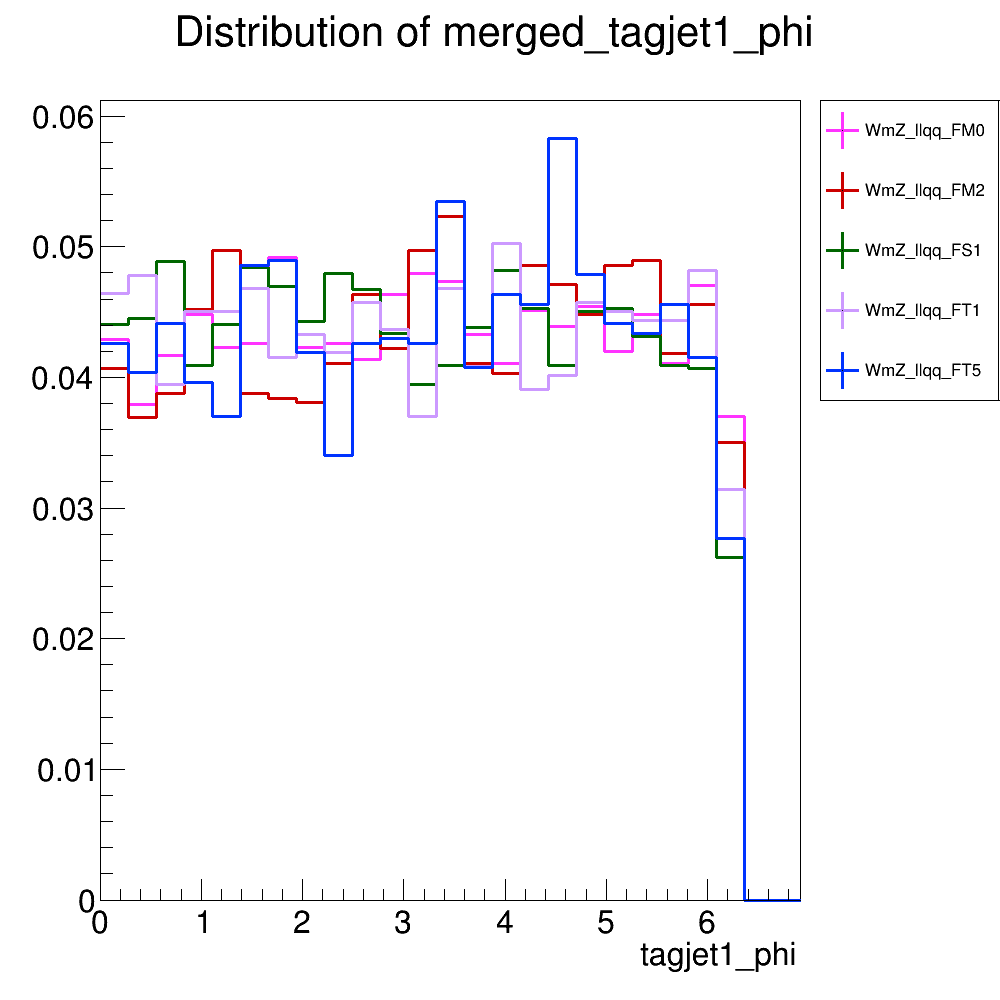 Distribution of merged_tagjet1_phi
0.06
0.05
0.04
0.03
0.02
0.01
0
0 1 2 3 4 5 6
tagjet1_phi
WmZ_llqq_FM0
WmZ_llqq_FM2
WmZ_llqq_FS1
WmZ_llqq_FT1
WmZ_llqq_FT5